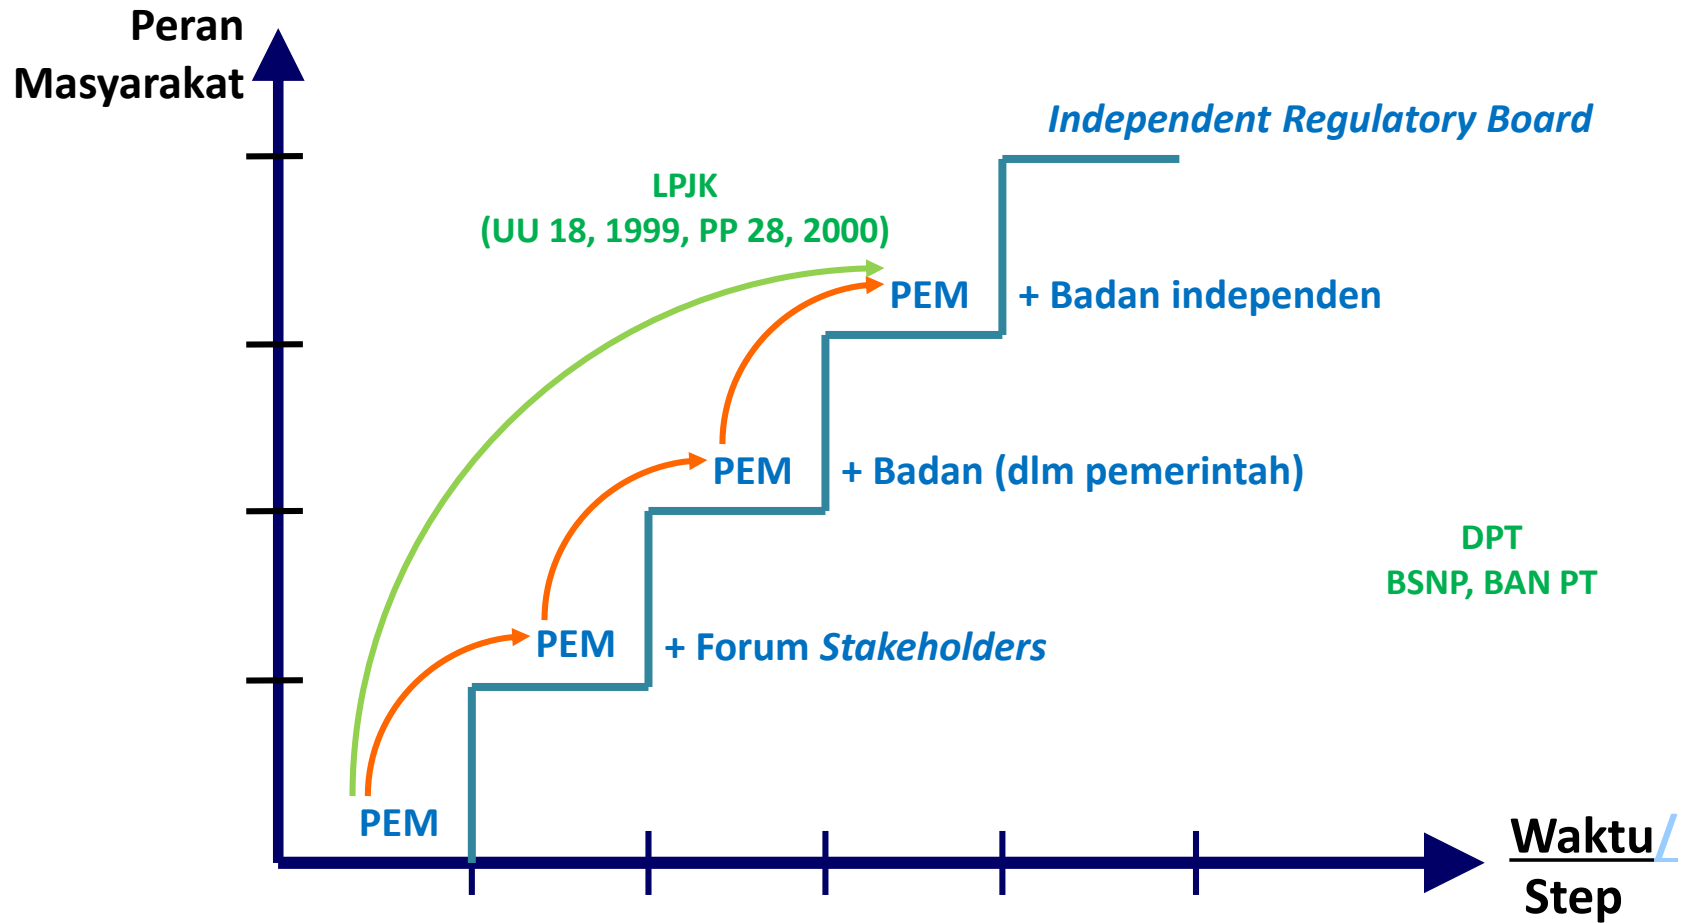 Peran
Masyarakat
Independent Regulatory Board
LPJK
(UU 18, 1999, PP 28, 2000)
PEM + Badan independen
PEM + Badan (dlm pemerintah)
DPT
BSNP, BAN PT
PEM + Forum Stakeholders
PEM
Waktu/
Step